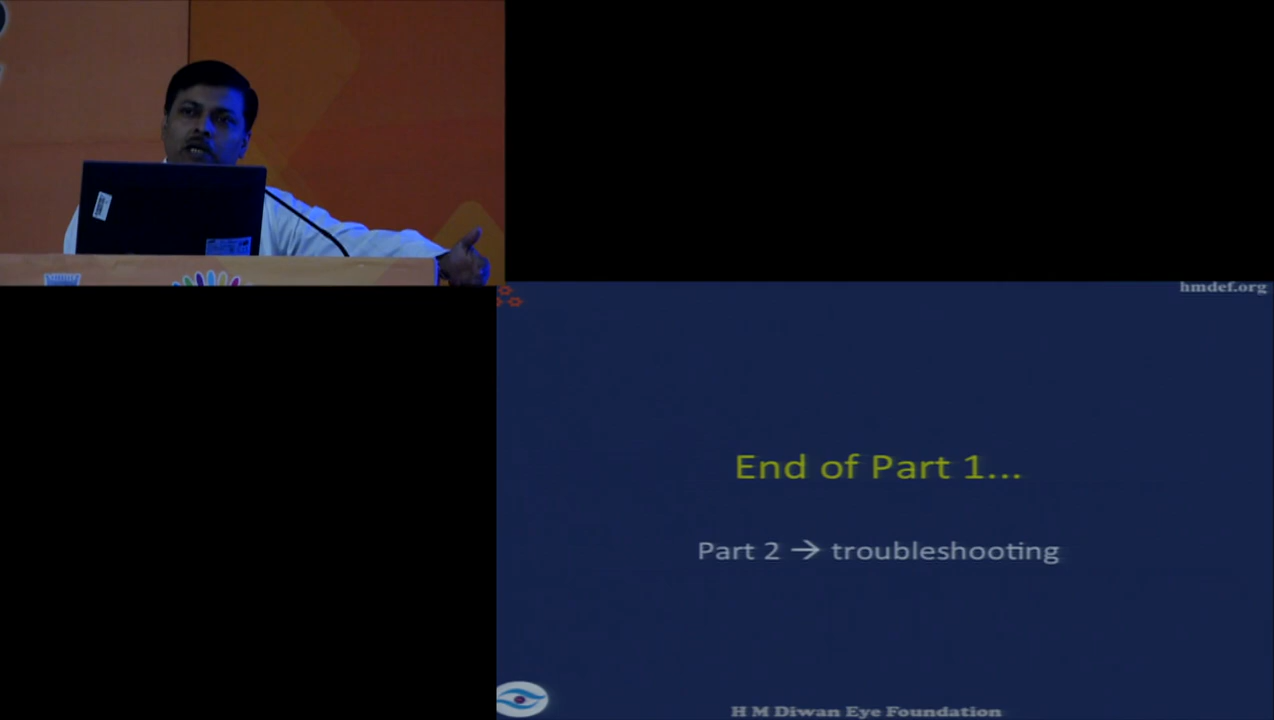 hmdef.org
End of Part 1...
Part 2 → troubleshooting
H M Diwan Eye Foundation